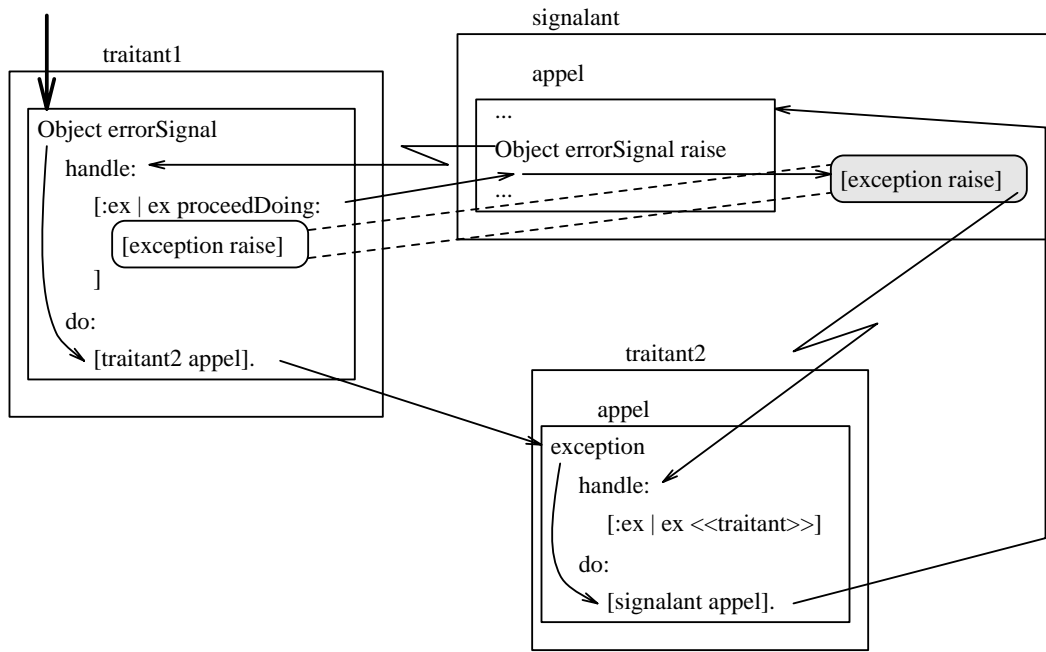 traitant1
Object errorSignal
handle:
[:ex | ex proceedDoing:
[exception raise]
]
do:
[traitant2 appel].
signalant
appel
...
Object errorSignal raise
...
[exception raise]
traitant2
appel
exception
handle:
[:ex | ex <<traitant>>]
do:
[signalant appel].